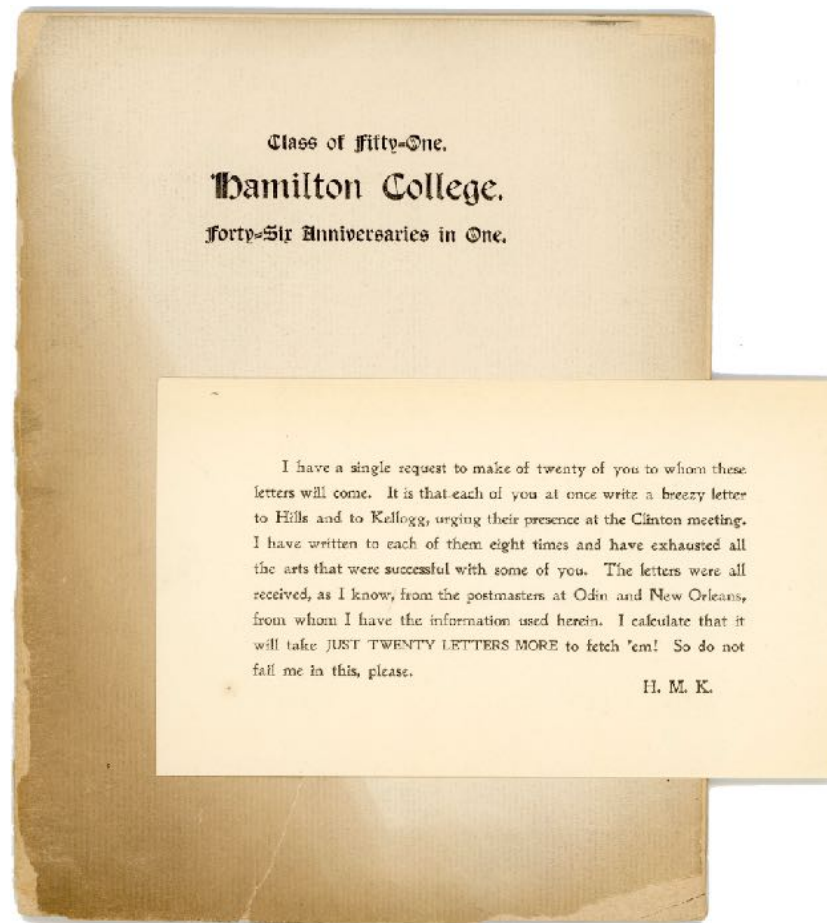 Class of Fifty-One.
Hamilton College.
Forty-Six Anniversaries in One.
I have a single request to make of twenty of you to whom these
letters will come. It is that each of you at once write a breezy letter
to Hills and to Kellogg, urging their presence at the Clinton meeting.
I have written to each of them eight times and have exhausted all
the arts that were successful with some of you. The letters were all
received, as I know, from the postmasters at Odin and New Orleans,
from whom I have the information used herein. I calculate that it
will take JUST TWENTY LETTERS MORE to fetch 'em! So do not
fail me in this, please.
H. M. K.